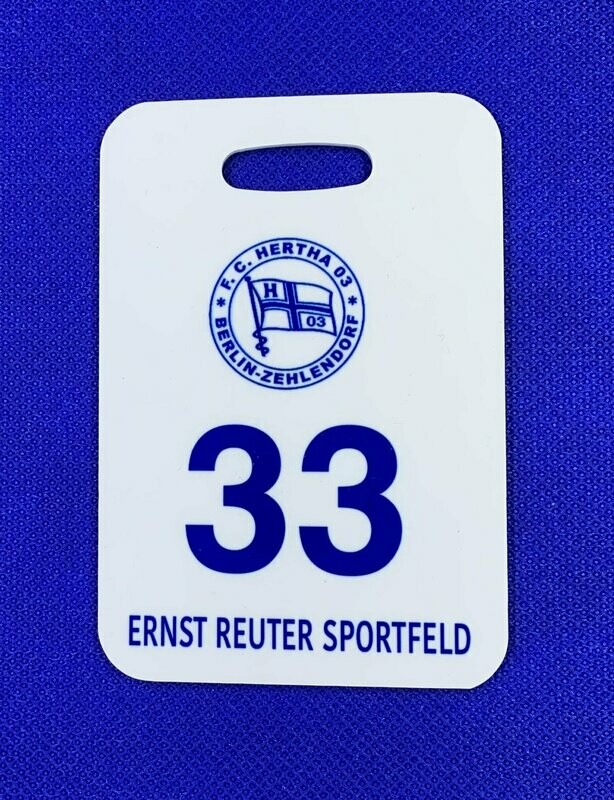 * F. C. HERTHA 03 *
H
03
BERLIN-ZEHLENDORF
33
ERNST REUTER SPORTFELD